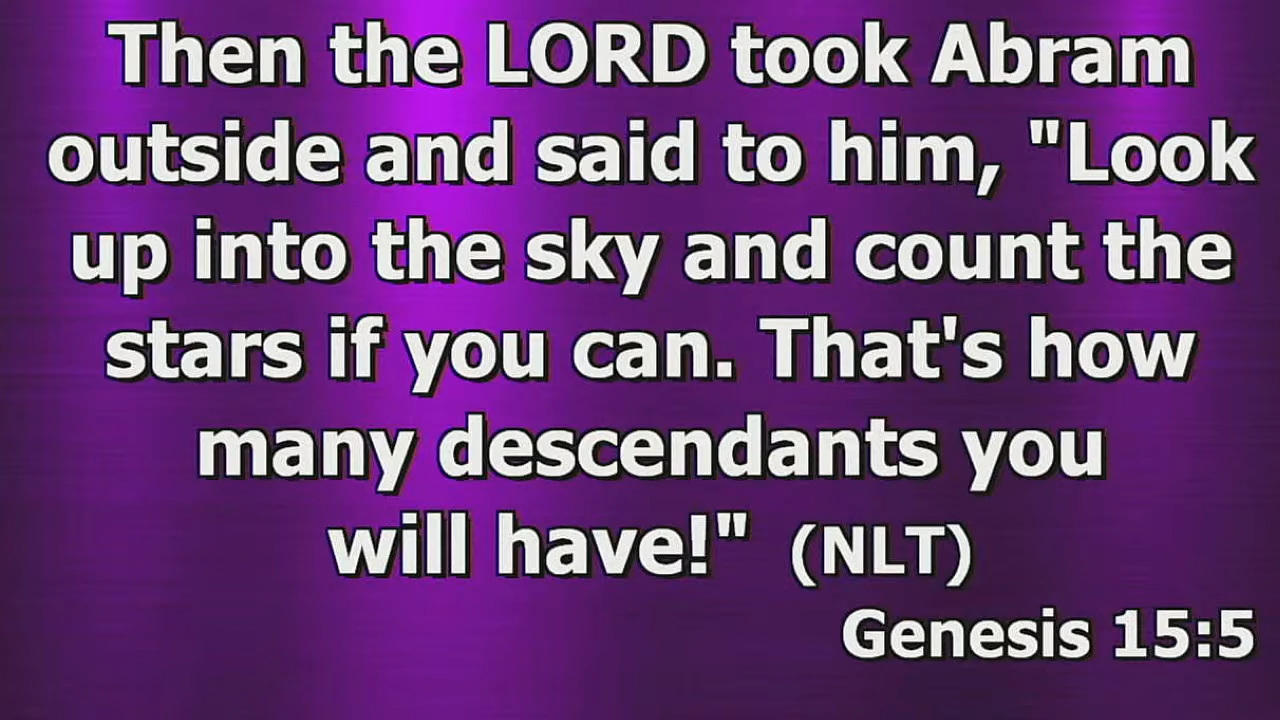 Then the LORD took Abram
outside and said to him, "Look
up into the sky and count the
stars if you can. That's how
many descendants you
will have!" (NLT)
Genesis 15:5